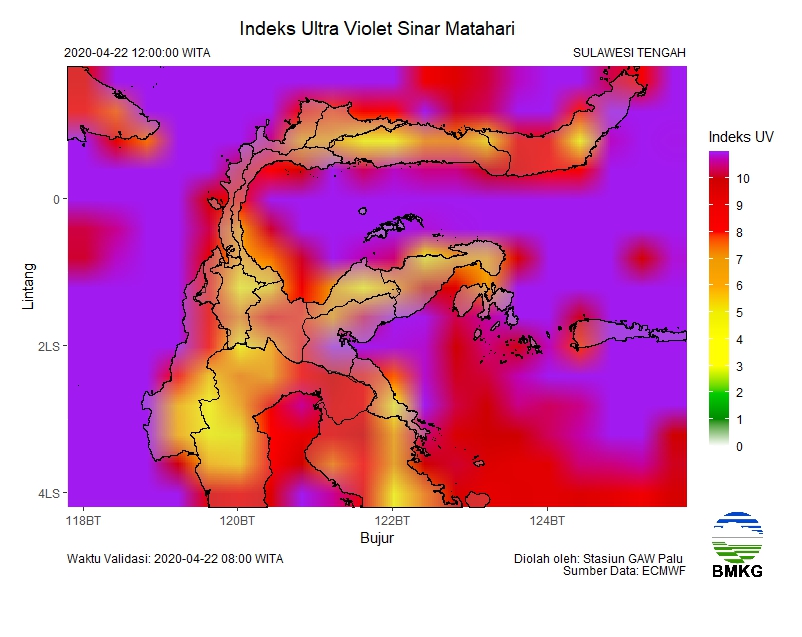 Indeks Ultra Violet Sinar Matahari
2020-04-22 12:00:00 WITA
SULAWESI TENGAH
Indeks UV
10
9
8
7
6
5
4
3
2
1
0
Lintang
0
2LS
4LS
118BT
120BT
122BT
124BT
Bujur
Waktu Validasi: 2020-04-22 08:00 WITA
Diolah oleh: Stasiun GAW Palu
Sumber Data: ECMWF
BMKG